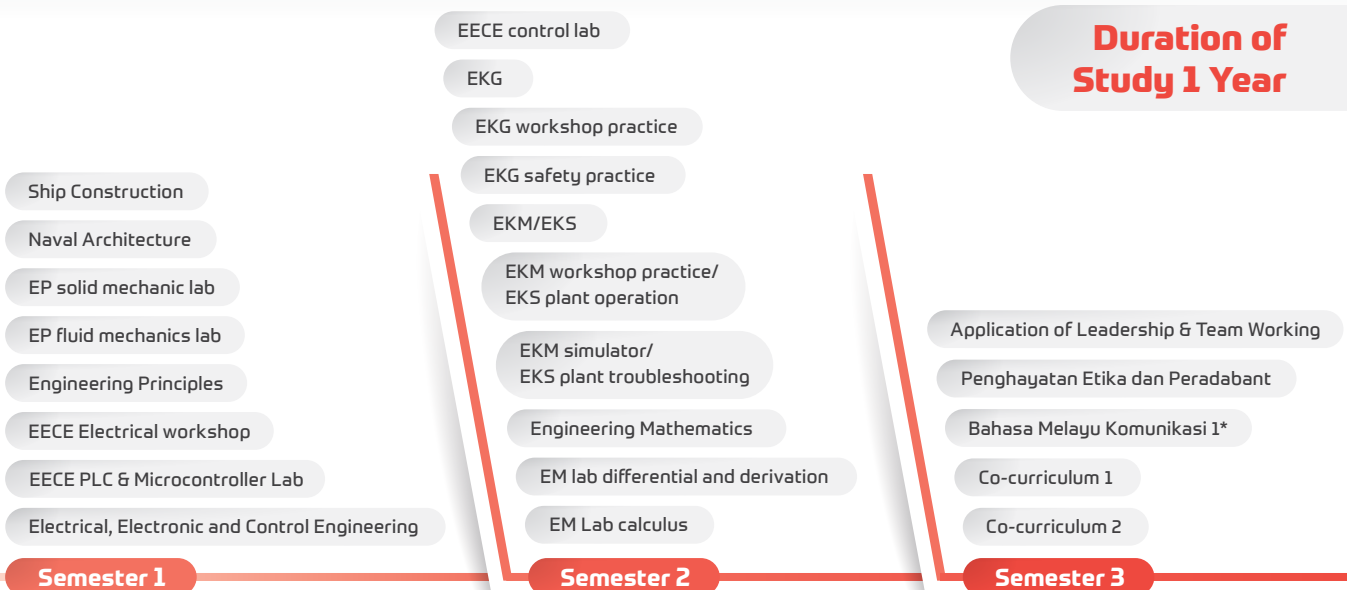 Duration of
Study 1 Year
Ship Construction
Naval Architecture
EP solid mechanic lab
EP fluid mechanics lab
Engineering Principles
EECE Electrical workshop
EECE PLC & Microcontroller Lab
Electrical, Electronic and Control Engineering
Semester 1
EECE control lab
EKG
EKG workshop practice
EKG safety practice
EKM/EKS
EKM workshop practice/
EKS plant operation
EKM simulator/
EKS plant troubleshooting
Engineering Mathematics
EM lab differential and derivation
EM Lab calculus
Semester 2
Application of Leadership & Team Working
Penghayatan Etika dan Peradabant
Bahasa Melayu Komunikasi 1*
Co-curriculum 1
Co-curriculum 2
Semester 3